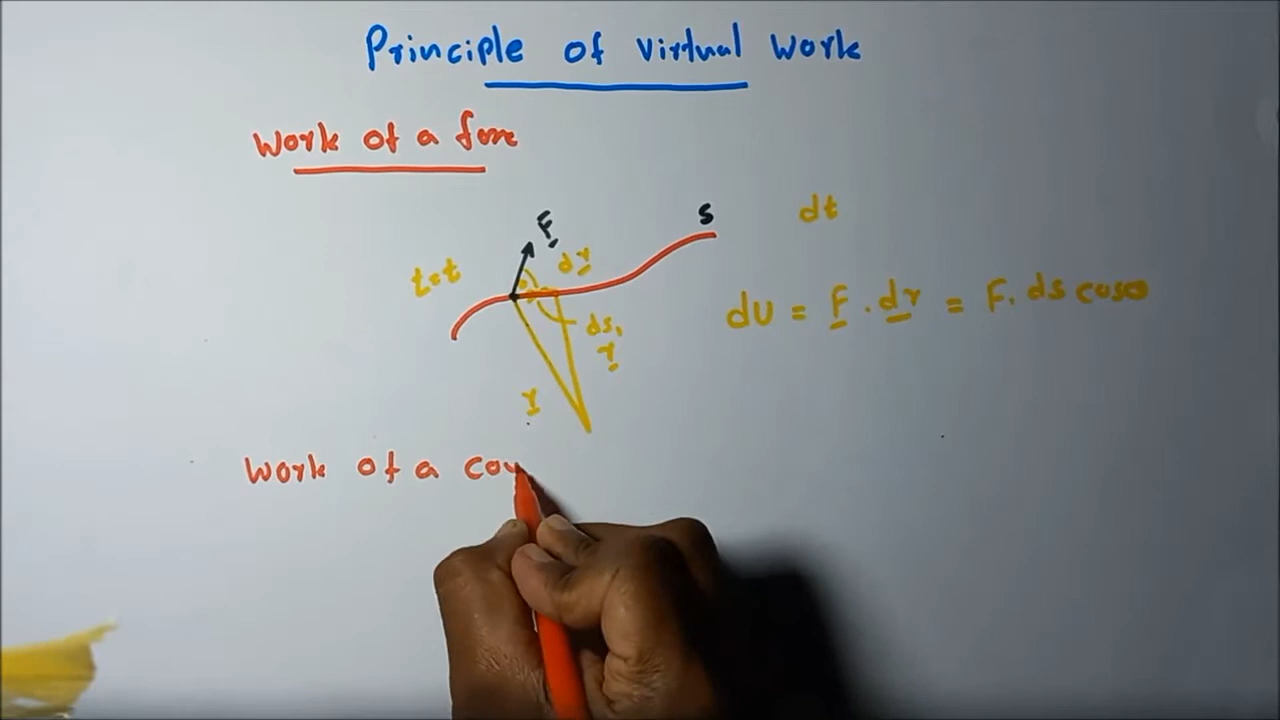 Principle of virtual work
Work of a force
S
dt
F
dr
t=t
θ
dU = F . dr = F. ds cosθ
ds,
r
r
Work of a cou